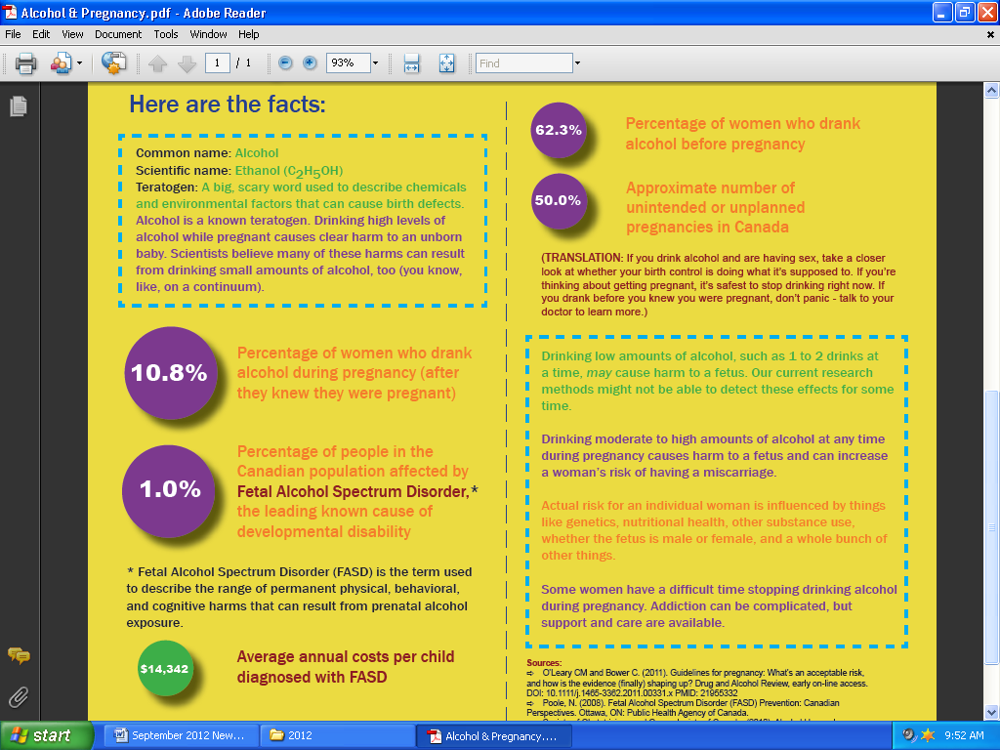 Alcohol & Pregnancy.pdf - Adobe Reader
File Edit View Document Tools Window Help
1 / 1 93% Find
Here are the facts:
Common name: Alcohol
Scientific name: Ethanol (C2H5OH)
Teratogen: A big, scary word used to describe chemicals
and environmental factors that can cause birth defects.
Alcohol is a known teratogen. Drinking high levels of
alcohol while pregnant causes clear harm to an unborn
baby. Scientists believe many of these harms can result
from drinking small amounts of alcohol, too (you know,
like, on a continuum).
10.8%
Percentage of women who drank
alcohol during pregnancy (after
they knew they were pregnant)
1.0%
Percentage of people in the
Canadian population affected by
Fetal Alcohol Spectrum Disorder,*
the leading known cause of
developmental disability
* Fetal Alcohol Spectrum Disorder (FASD) is the term used
to describe the range of permanent physical, behavioral,
and cognitive harms that can result from prenatal alcohol
exposure.
$14,342
Average annual costs per child
diagnosed with FASD
62.3%
Percentage of women who drank
alcohol before pregnancy
50.0%
Approximate number of
unintended or unplanned
pregnancies in Canada
(TRANSLATION: If you drink alcohol and are having sex, take a closer
look at whether your birth control is doing what it's supposed to. If you're
thinking about getting pregnant, it's safest to stop drinking right now. If
you drank before you knew you were pregnant, don't panic - talk to your
doctor to learn more.)
Drinking low amounts of alcohol, such as 1 to 2 drinks at
a time, may cause harm to a fetus. Our current research
methods might not be able to detect these effects for some
time.
Drinking moderate to high amounts of alcohol at any time
during pregnancy causes harm to a fetus and can increase
a woman's risk of having a miscarriage.
Actual risk for an individual woman is influenced by things
like genetics, nutritional health, other substance use,
whether the fetus is male or female, and a whole bunch of
other things.
Some women have a difficult time stopping drinking alcohol
during pregnancy. Addiction can be complicated, but
support and care are available.
Sources:
⇨ O'Leary CM and Bower C. (2011). Guidelines for pregnancy: What's an acceptable risk,
and how is the evidence (finally) shaping up? Drug and Alcohol Review, early on-line access.
DOI: 10.1111/j.1465-3362.2011.00331.x PMID: 21955332
⇨ Poole, N. (2008). Fetal Alcohol Spectrum Disorder (FASD) Prevention: Canadian
Perspectives. Ottawa, ON: Public Health Agency of Canada.
start September 2012 New... 2012 Alcohol & Pregnancy.... 9:52 AM